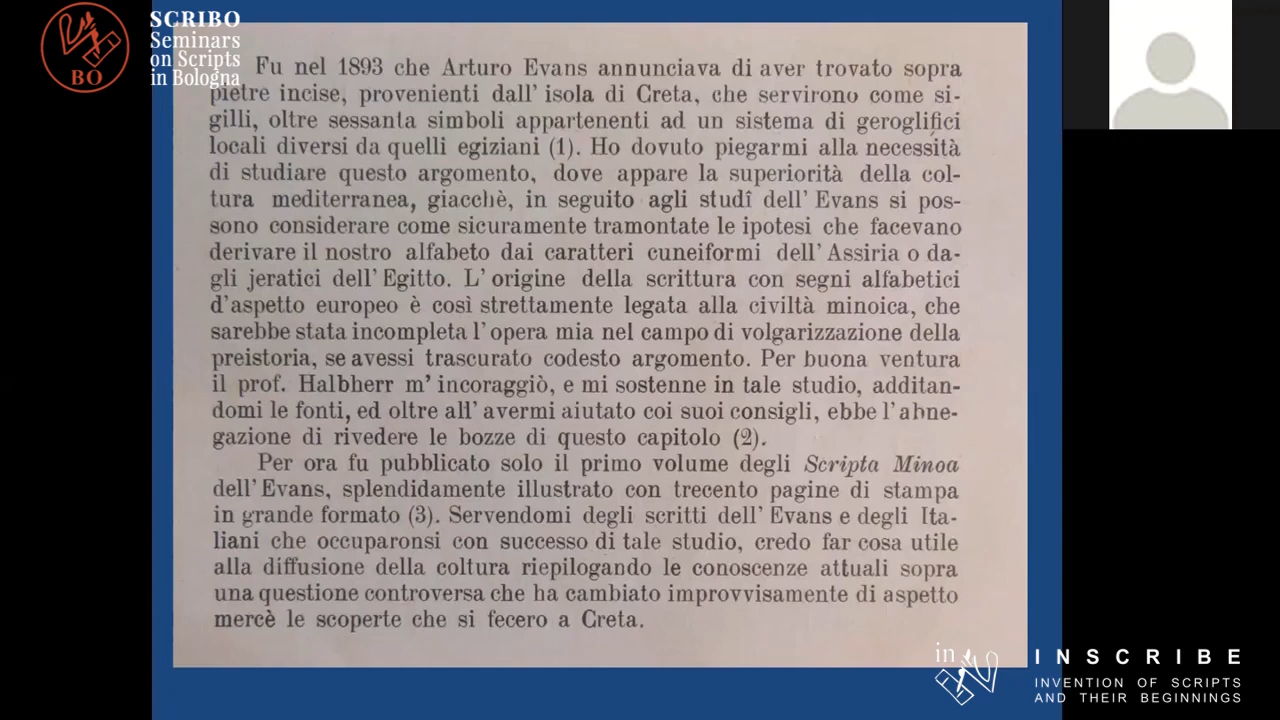 SCRIBO
Seminars
on Scripts
in Bologna
BO
Fu nel 1893 che Arturo Evans annunciava di aver trovato sopra
pietre incise, provenienti dall' isola di Creta, che servirono come si-
gilli, oltre sessanta simboli appartenenti ad un sistema di geroglifici
locali diversi da quelli egiziani (1). Ho dovuto piegarmi alla necessità
di studiare questo argomento, dove appare la superiorità della col-
tura mediterranea, giacchè, in seguito agli studî dell' Evans si pos-
sono considerare come sicuramente tramontate le ipotesi che facevano
derivare il nostro alfabeto dai caratteri cuneiformi dell' Assiria o da-
gli jeratici dell' Egitto. L' origine della scrittura con segni alfabetici
d'aspetto europeo è così strettamente legata alla civiltà minoica, che
sarebbe stata incompleta l' opera mia nel campo di volgarizzazione della
preistoria, se avessi trascurato codesto argomento. Per buona ventura
il prof. Halbherr m' incoraggiò, e mi sostenne in tale studio, additan-
domi le fonti, ed oltre all' avermi aiutato coi suoi consigli, ebbe l' abne-
gazione di rivedere le bozze di questo capitolo (2).
Per ora fu pubblicato solo il primo volume degli Scripta Minoa
dell' Evans, splendidamente illustrato con trecento pagine di stampa
in grande formato (3). Servendomi degli scritti dell' Evans e degli Ita-
liani che occuparonsi con successo di tale studio, credo far cosa utile
alla diffusione della coltura riepilogando le conoscenze attuali sopra
una questione controversa che ha cambiato improvvisamente di aspetto
mercè le scoperte che si fecero a Creta.
in
INSCRIBE
INVENTION OF SCRIPTS
AND THEIR BEGINNINGS